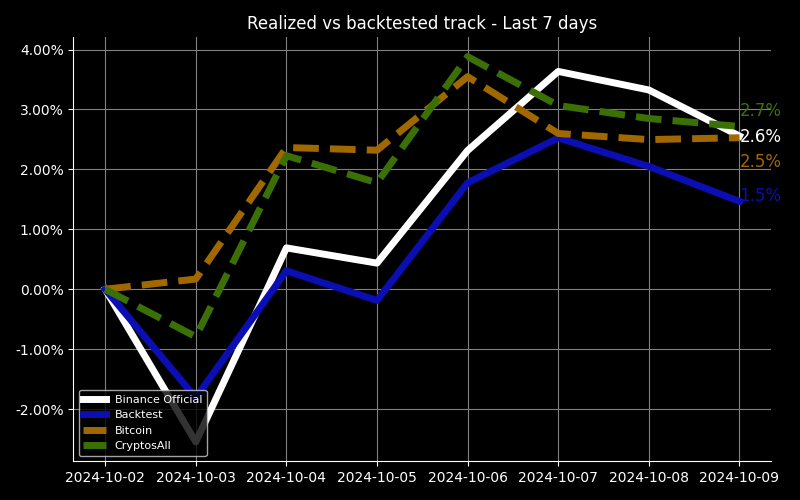 Realized vs backtested track - Last 7 days
4.00%
3.00%
2.00%
1.00%
0.00%
-1.00%
-2.00%
2.7%
2.6%
2.5%
1.5%
Binance Official
Backtest
Bitcoin
CryptosAll
2024-10-02 2024-10-03 2024-10-04 2024-10-05 2024-10-06 2024-10-07 2024-10-08 2024-10-09